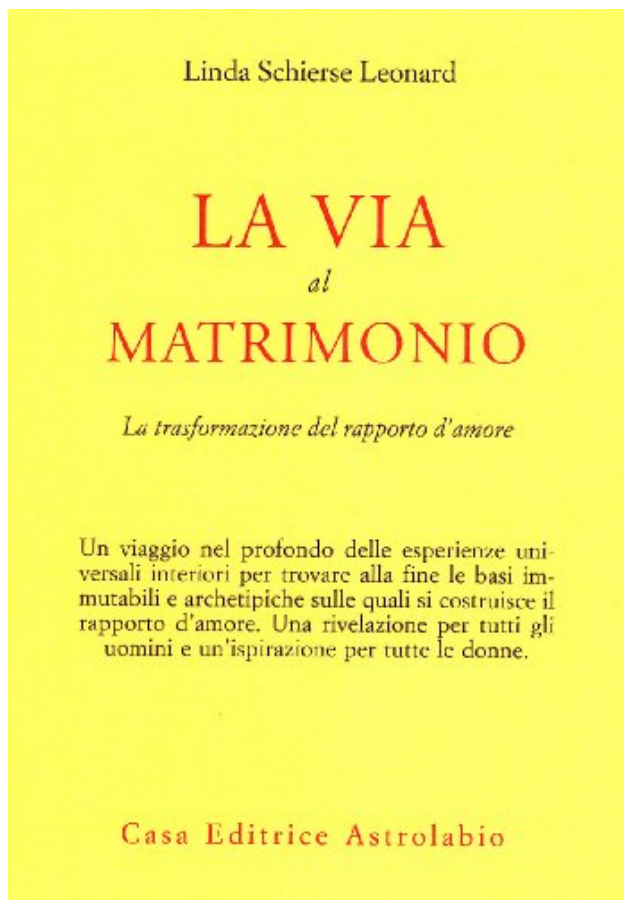 Linda Schierse Leonard
LA VIA
al
MATRIMONIO
La trasformazione del rapporto d'amore
Un viaggio nel profondo delle esperienze uni-
versali interiori per trovare alla fine le basi im-
mutabili e archetipiche sulle quali si costruisce il
rapporto d'amore. Una rivelazione per tutti gli
uomini e un'ispirazione per tutte le donne.
Casa Editrice Astrolabio